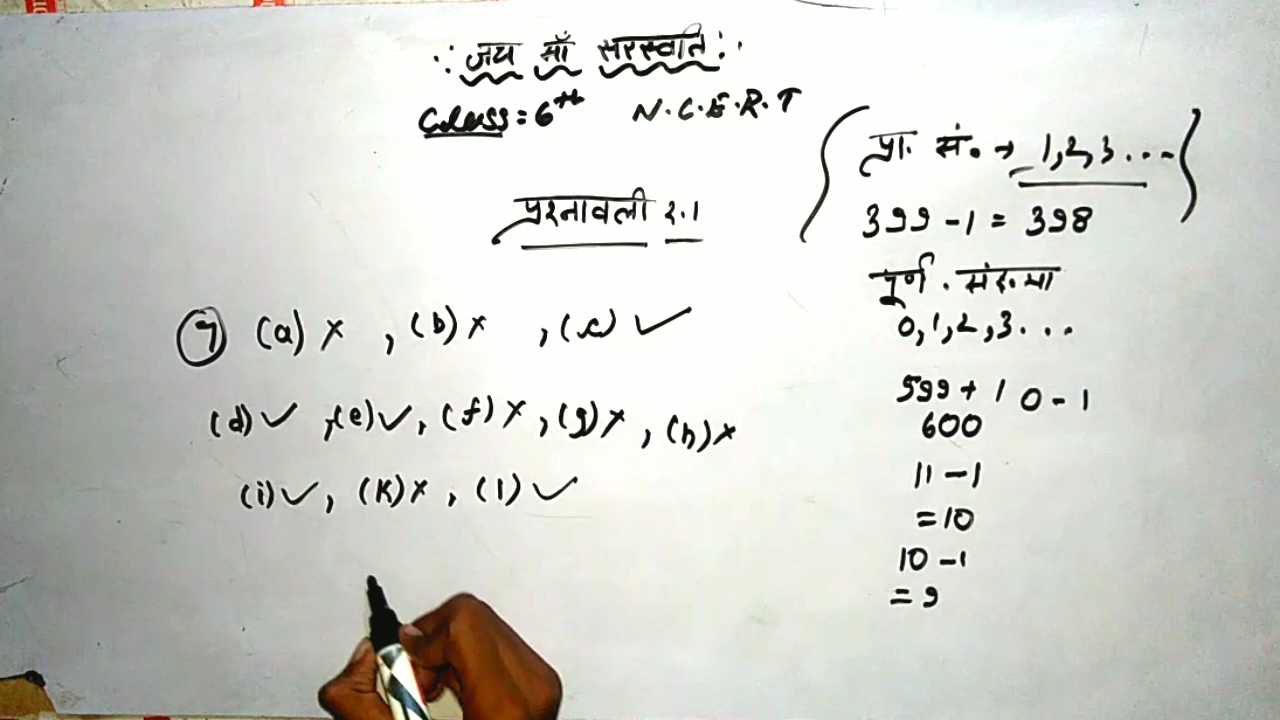 ∴ जय माँ सरस्वति ∴
Class = 6th N.C.E.R.T
प्रश्नावली २.1
7 (a) ×, (b) ×, (c) ✓
(d) ✓, (e) ✓, (f) ×, (g) ×, (h) ×
(i) ✓, (k) ×, (l) ✓
प्रा. सं. → 1, 2, 3 ...
399 - 1 = 398
पूर्ण . संख्या
0, 1, 2, 3 ...
599 + 1 0 - 1
600
11 - 1
= 10
10 - 1
= 9